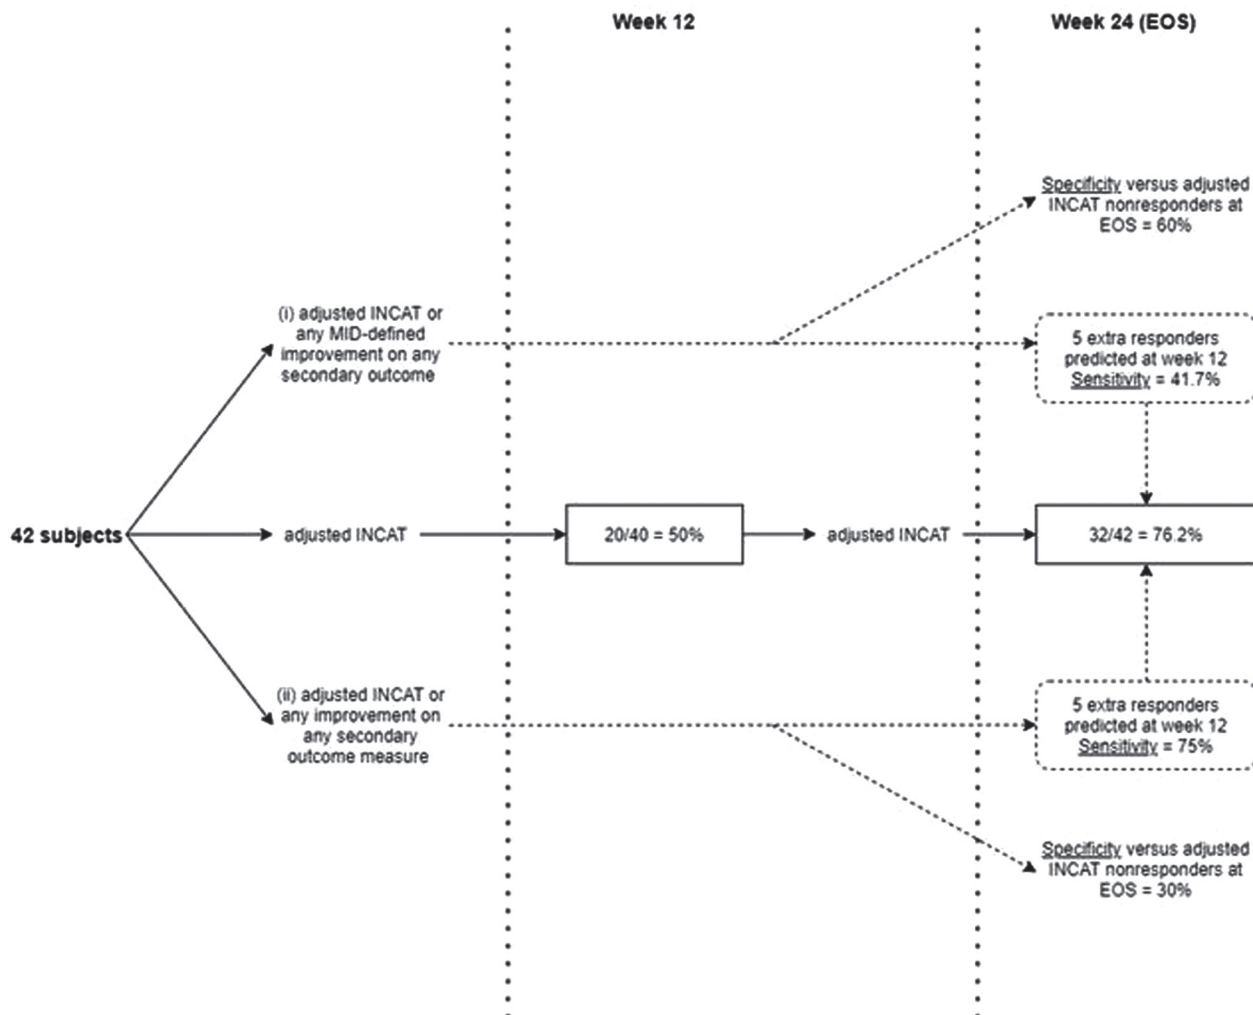 Week 12
Week 24 (EOS)
Specificity versus adjusted
INCAT nonresponders at
EOS = 60%
(i) adjusted INCAT or
any MID-defined
improvement on any
secondary outcome
5 extra responders
predicted at week 12
Sensitivity = 41.7%
42 subjects
adjusted INCAT
20/40 = 50%
adjusted INCAT
32/42 = 76.2%
(ii) adjusted INCAT or
any improvement on
any secondary
outcome measure
5 extra responders
predicted at week 12
Sensitivity = 75%
Specificity versus adjusted
INCAT nonresponders at
EOS = 30%